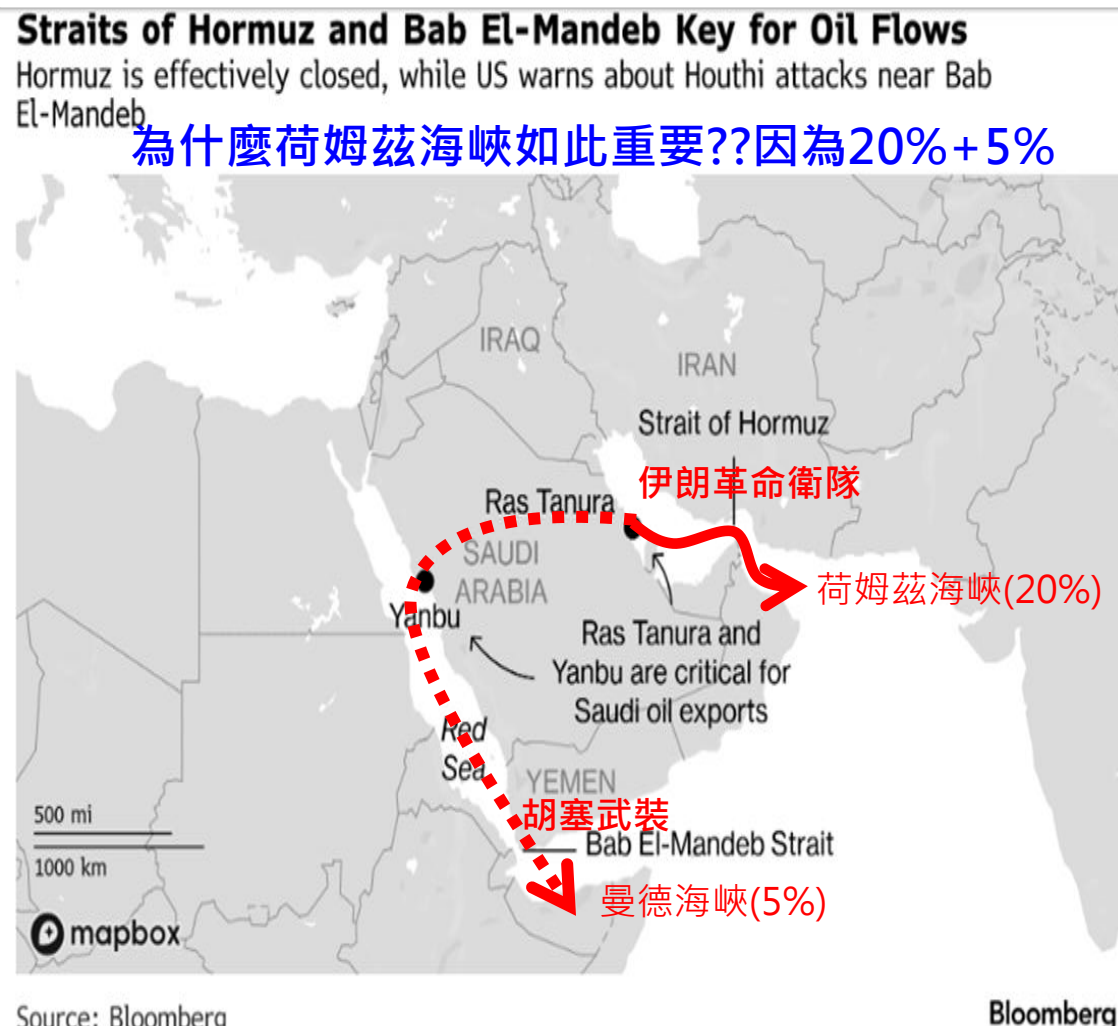 Straits of Hormuz and Bab El-Mandeb Key for Oil Flows
Hormuz is effectively closed, while US warns about Houthi attacks near Bab
El-Mandeb
為什麼荷姆茲海峽如此重要??因為20%+5%
IRAQ
IRAN
Strait of Hormuz
伊朗革命衛隊
Ras Tanura
SAUDI
ARABIA
荷姆茲海峽(20%)
Yanbu
Ras Tanura and
Yanbu are critical for
Saudi oil exports
Red
Sea
YEMEN
胡塞武裝
500 mi
Bab El-Mandeb Strait
1000 km
曼德海峽(5%)
mapbox
Source: Bloomberg
Bloomberg